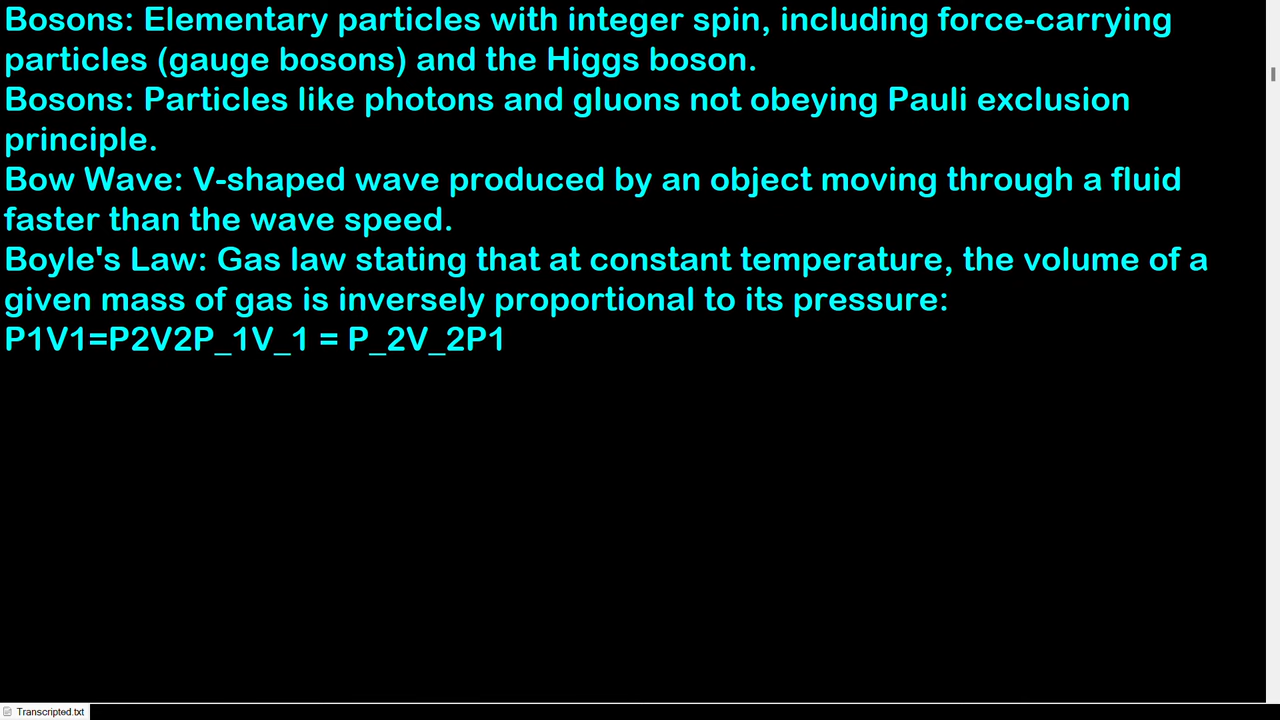 Bosons: Elementary particles with integer spin, including force-carrying
particles (gauge bosons) and the Higgs boson.
Bosons: Particles like photons and gluons not obeying Pauli exclusion
principle.
Bow Wave: V-shaped wave produced by an object moving through a fluid
faster than the wave speed.
Boyle's Law: Gas law stating that at constant temperature, the volume of a
given mass of gas is inversely proportional to its pressure:
P1V1=P2V2P_1V_1 = P_2V_2P1
Transcripted.txt